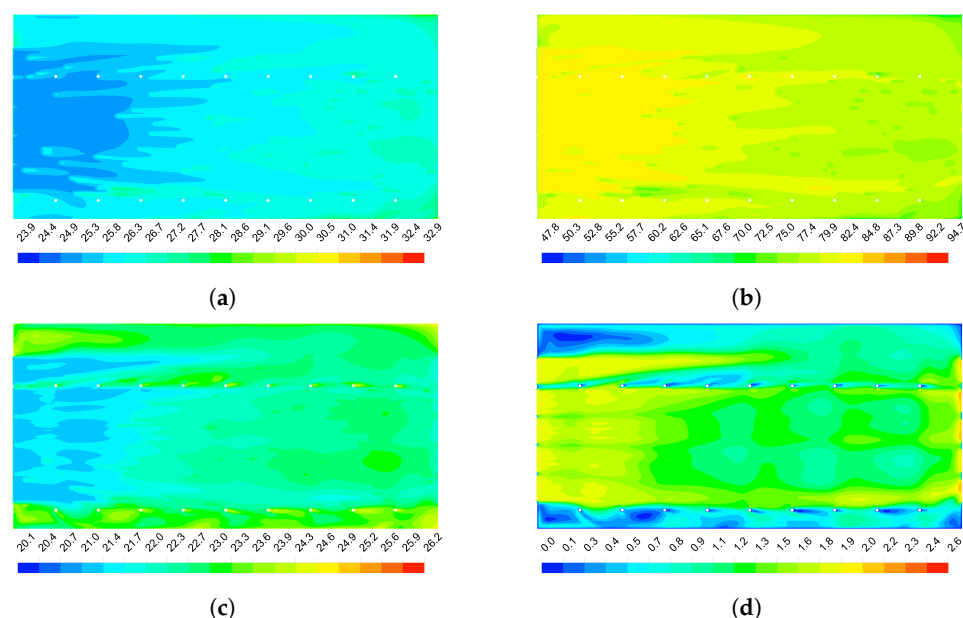 23.9 24.4 24.9 25.3 25.8 26.3 26.7 27.2 27.7 28.1 28.6 29.1 29.6 30.0 30.5 31.0 31.4 31.9 32.4 32.9
47.8 50.3 52.8 55.2 57.7 60.2 62.6 65.1 67.6 70.0 72.5 75.0 77.4 79.9 82.4 84.8 87.3 89.8 92.2 94.7
(a)
(b)
20.1 20.4 20.7 21.0 21.4 21.7 22.0 22.3 22.7 23.0 23.3 23.6 23.9 24.3 24.6 24.9 25.2 25.6 25.9 26.2
0.0 0.1 0.3 0.4 0.5 0.7 0.8 0.9 1.1 1.2 1.3 1.5 1.6 1.8 1.9 2.0 2.2 2.3 2.4 2.6
(c)
(d)